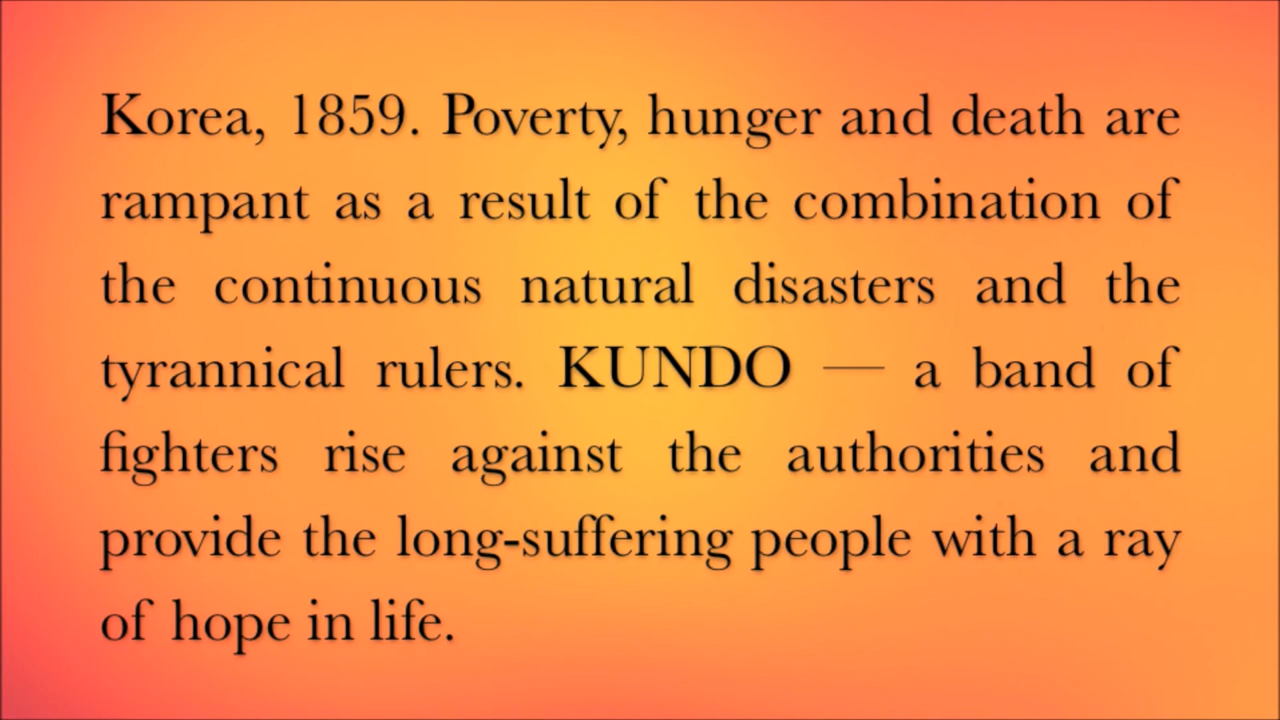 Korea, 1859. Poverty, hunger and death are
rampant as a result of the combination of
the continuous natural disasters and the
tyrannical rulers. KUNDO — a band of
fighters rise against the authorities and
provide the long-suffering people with a ray
of hope in life.